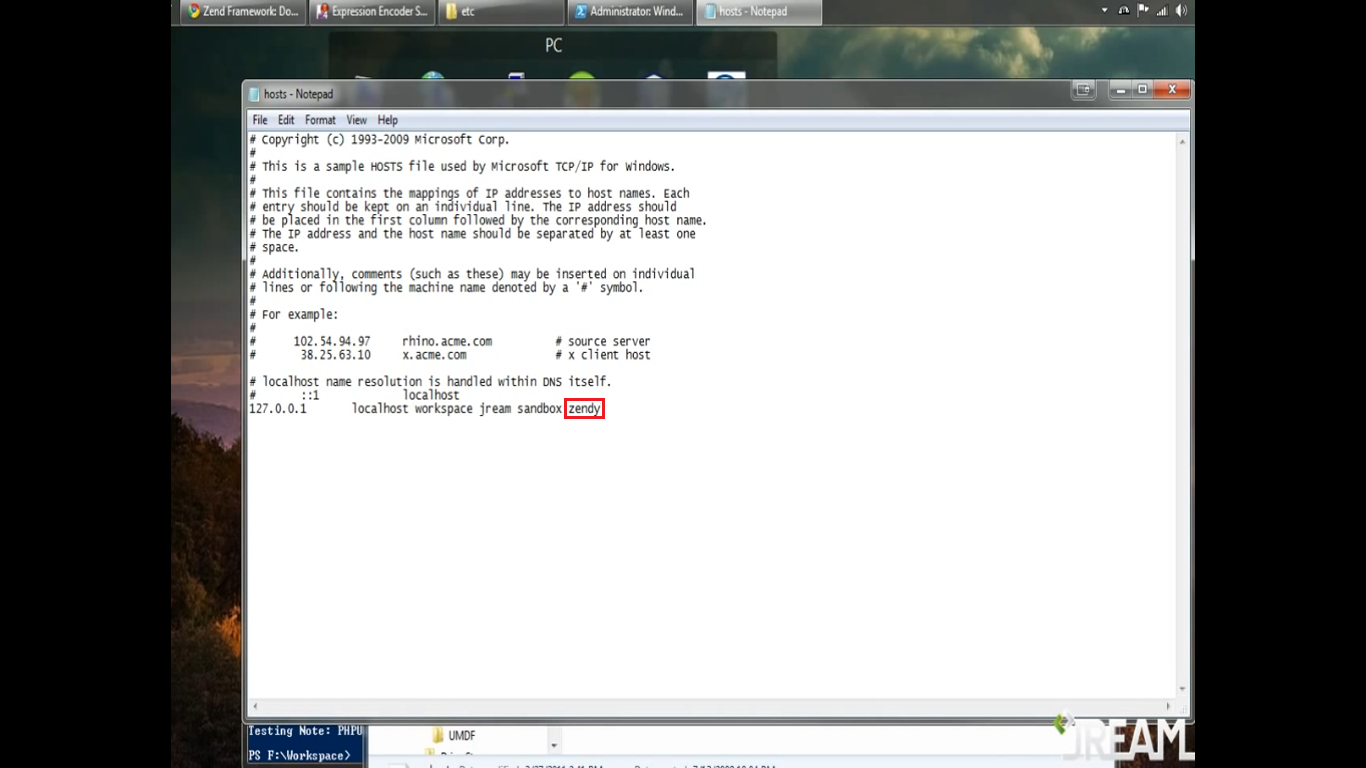 Zend Framework: Do...
Expression Encoder S...
etc
Administrator: Wind...
hosts - Notepad
PC
hosts - Notepad
File Edit Format View Help
# Copyright (c) 1993-2009 Microsoft Corp.
#
# This is a sample HOSTS file used by Microsoft TCP/IP for Windows.
#
# This file contains the mappings of IP addresses to host names. Each
# entry should be kept on an individual line. The IP address should
# be placed in the first column followed by the corresponding host name.
# The IP address and the host name should be separated by at least one
# space.
#
# Additionally, comments (such as these) may be inserted on individual
# lines or following the machine name denoted by a '#' symbol.
#
# For example:
#
# 102.54.94.97 rhino.acme.com # source server
# 38.25.63.10 x.acme.com # x client host
# localhost name resolution is handled within DNS itself.
# ::1 localhost
127.0.0.1 localhost workspace jream sandbox zendy
Testing Note: PHPU
UMDF
PS F:\Workspace>
JREAM